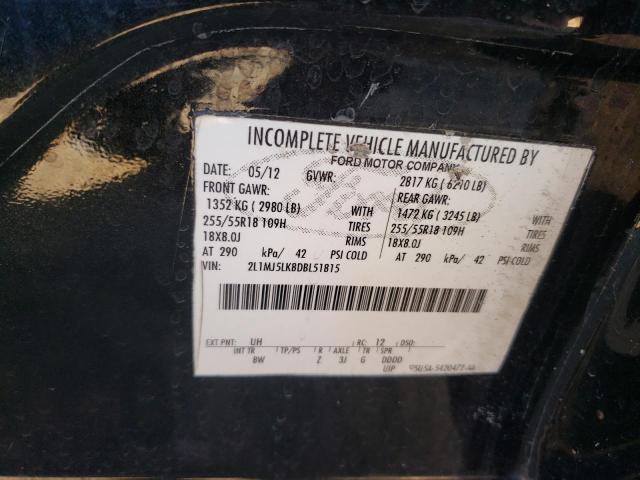 INCOMPLETE VEHICLE MANUFACTURED BY
FORD MOTOR COMPANY
DATE: 05/12 GVWR: 2817 KG ( 6210 LB)
FRONT GAWR: REAR GAWR:
1352 KG ( 2980 LB) WITH 1472 KG ( 3245 LB) WITH
255/55R18 109H TIRES 255/55R18 109H TIRES
18X8.0J RIMS 18X8.0J RIMS
AT 290 kPa/ 42 PSI COLD AT 290 kPa/ 42 PSI COLD
VIN: 2L1MJ5LK8DBL51815
EXT PNT: UH RC: 12 DSO:
INT TR TP/PS R AXLE TR SPR
BW Z 3J G DDDD
UIP